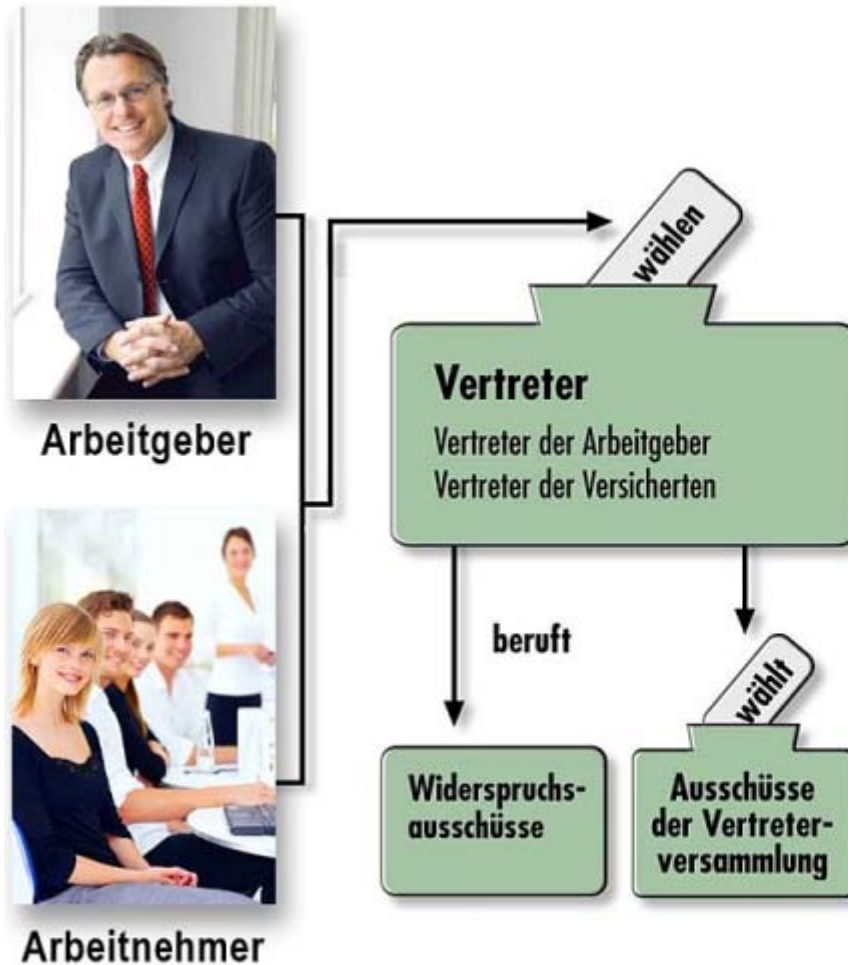 Arbeitgeber
Arbeitnehmer
wählen
Vertreter
Vertreter der Arbeitgeber
Vertreter der Versicherten
beruft
wählt
Widerspruchs-
ausschüsse
Ausschüsse
der Vertreter-
versammlung